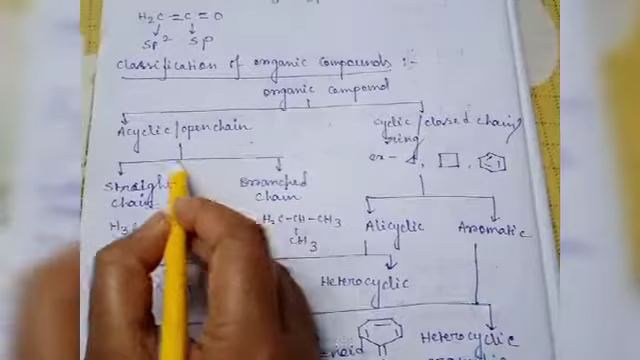 H2C=C=O
Sp2 Sp
Classification of organic compounds :-
organic compound
Acyclic/open chain
cyclic/closed chain/
ring
ex-
Straight
chain
Branched
chain
H3C-CH-CH3
CH3
Alicyclic
Aromatic
Heterocyclic
Heterocyclic